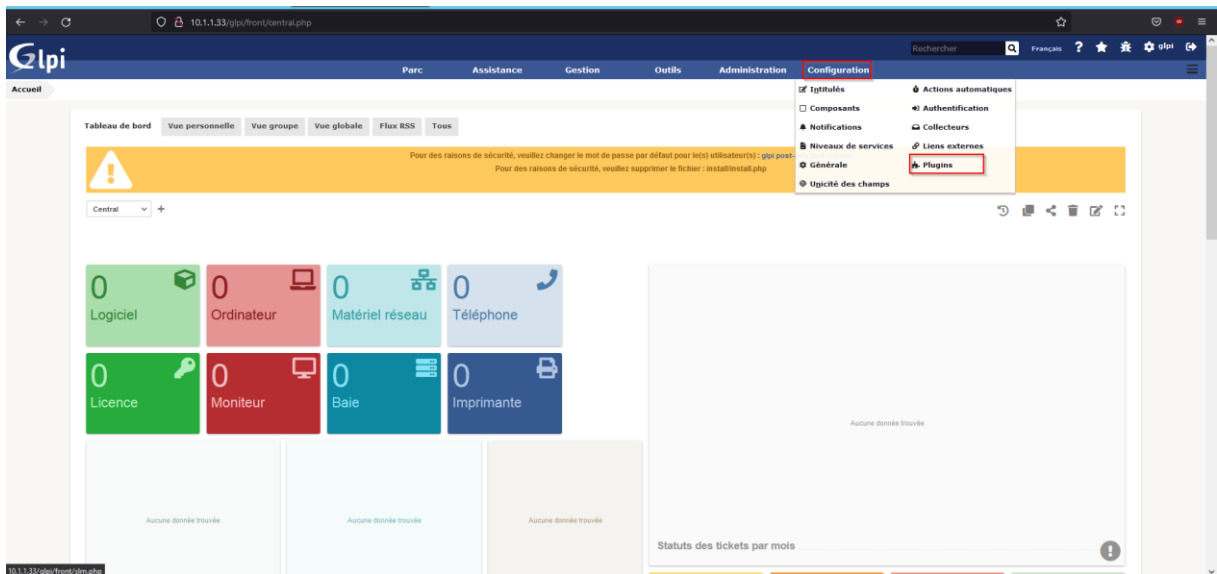 10.1.1.33/glpi/front/central.php
Glpi
Rechercher
Français
?
glpi
Parc Assistance Gestion Outils Administration Configuration
Accueil
Intitulés
Actions automatiques
Composants
Authentification
Notifications
Collecteurs
Niveaux de services
Liens externes
Générale
Plugins
Unicité des champs
Tableau de bord Vue personnelle Vue groupe Vue globale Flux RSS Tous
Pour des raisons de sécurité, veuillez changer le mot de passe par défaut pour le(s) utilisateur(s) : glpi post-
Pour des raisons de sécurité, veuillez supprimer le fichier : install/install.php
Central
+
0
Logiciel
0
Ordinateur
0
Matériel réseau
0
Téléphone
0
Licence
0
Moniteur
0
Baie
0
Imprimante
Aucune donnée trouvée
Aucune donnée trouvée
Aucune donnée trouvée
Aucune donnée trouvée
Statuts des tickets par mois
10.1.1.33/glpi/front/slm.php